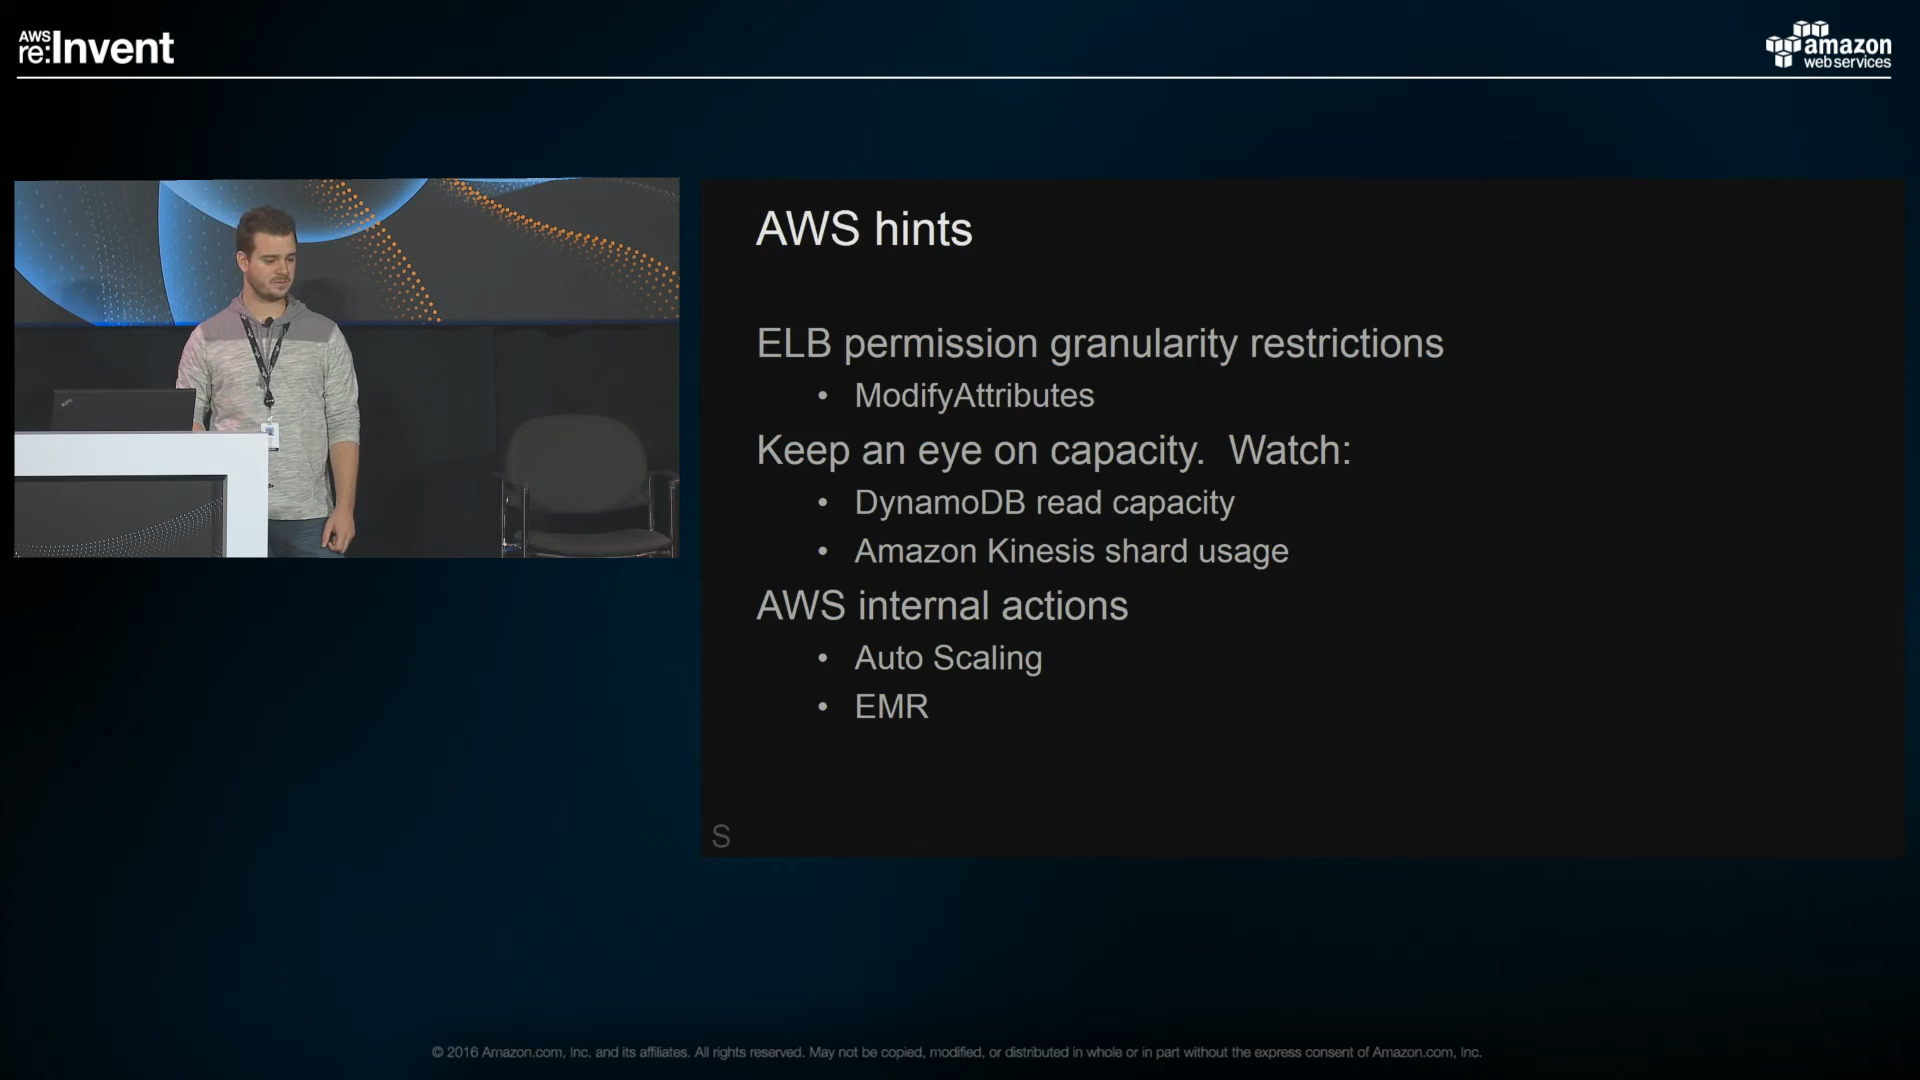 AWS
re:Invent
amazon
web services
AWS hints
ELB permission granularity restrictions
• ModifyAttributes
Keep an eye on capacity.  Watch:
• DynamoDB read capacity
• Amazon Kinesis shard usage
AWS internal actions
• Auto Scaling
• EMR
S
© 2016 Amazon.com, Inc. and its affiliates. All rights reserved. May not be copied, modified, or distributed in whole or in part without the express consent of Amazon.com, Inc.